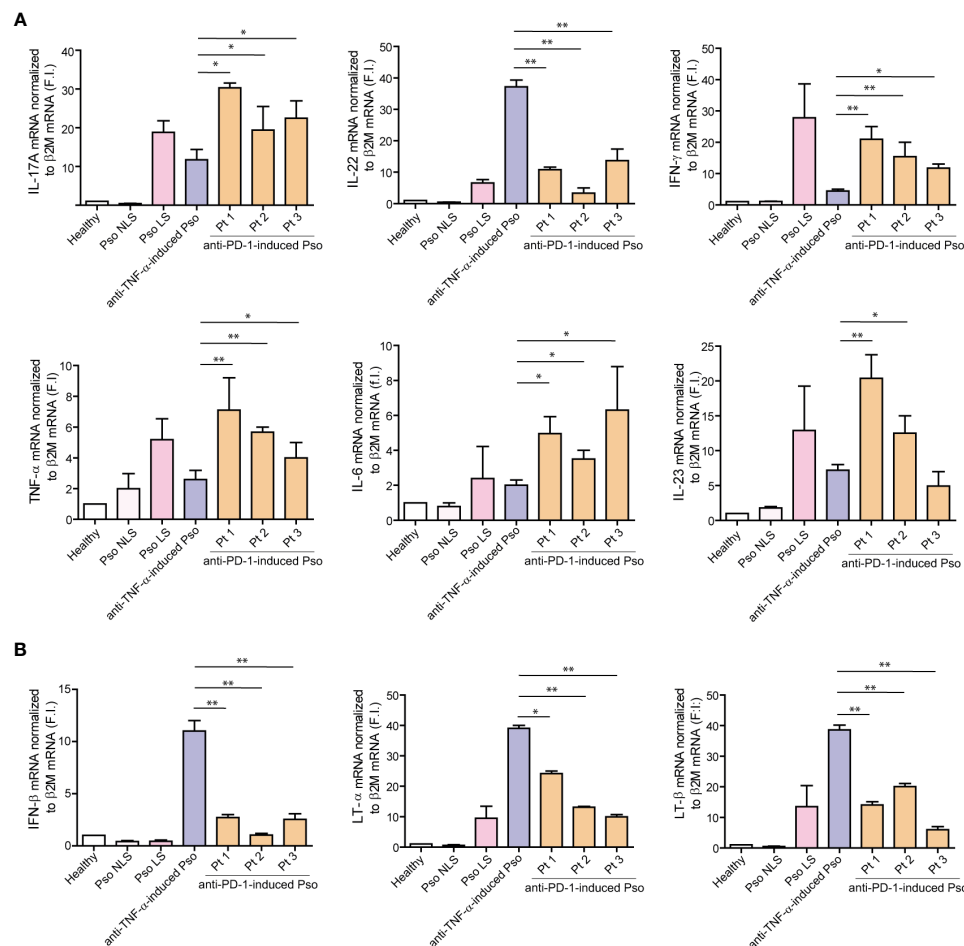 A
IL-17A mRNA normalized
to β2M mRNA (F.I.)
40
30
20
10
* * *
Healthy
Pso NLS
Pso LS
anti-TNF-α-induced Pso
Pt 1
Pt 2
Pt 3
anti-PD-1-induced Pso
IL-22 mRNA normalized
to β2M mRNA (F.I.)
50
40
30
20
10
0
** ** **
Healthy
Pso NLS
Pso LS
anti-TNF-α-induced Pso
Pt 1
Pt 2
Pt 3
anti-PD-1-induced Pso
IFN-γ mRNA normalized
to β2M mRNA (F.I.)
50
40
30
20
10
0
* ** **
Healthy
Pso NLS
Pso LS
anti-TNF-α-induced Pso
Pt 1
Pt 2
Pt 3
anti-PD-1-induced Pso
TNF-α mRNA normalized
to β2M mRNA (F.I)
10
8
6
4
2
0
* ** **
Healthy
Pso NLS
Pso LS
anti-TNF-α-induced Pso
Pt 1
Pt 2
Pt 3
anti-PD-1-induced Pso
IL-6 mRNA normalized
to β2M mRNA (f.I.)
10
8
6
4
2
0
* * *
Healthy
Pso NLS
Pso LS
anti-TNF-α-induced Pso
Pt 1
Pt 2
Pt 3
anti-PD-1-induced Pso
IL-23 mRNA normalized
to β2M mRNA (F.I.)
25
20
15
10
5
0
* **
Healthy
Pso NLS
Pso LS
anti-TNF-α-induced Pso
Pt 1
Pt 2
Pt 3
anti-PD-1-induced Pso
B
IFN-β mRNA normalized
to β2M mRNA (F.I.)
15
10
5
0
** ** **
Healthy
Pso NLS
Pso LS
anti-TNF-α-induced Pso
Pt 1
Pt 2
Pt 3
anti-PD-1-induced Pso
LT-α mRNA normalized
to β2M mRNA (F.I.)
50
40
30
20
10
0
** ** *
Healthy
Pso NLS
Pso LS
anti-TNF-α-induced Pso
Pt 1
Pt 2
Pt 3
anti-PD-1-induced Pso
LT-β mRNA normalized
to β2M mRNA (F.I:)
50
40
30
20
10
0
** ** **
Healthy
Pso NLS
Pso LS
anti-TNF-α-induced Pso
Pt 1
Pt 2
Pt 3
anti-PD-1-induced Pso